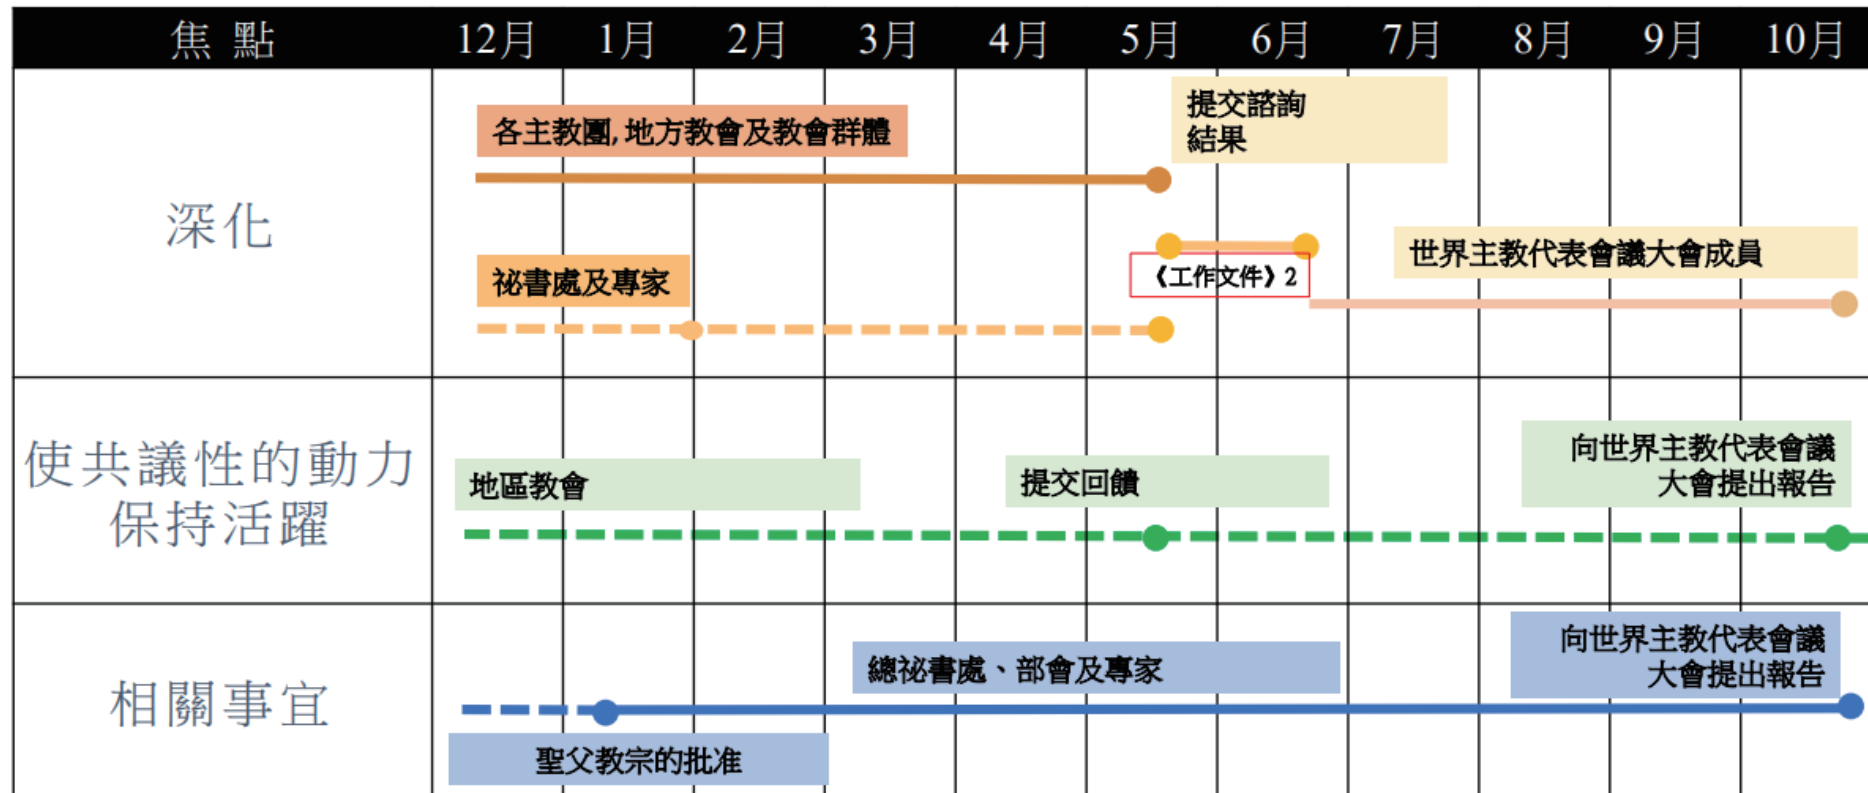 焦點 12月 1月 2月 3月 4月 5月 6月 7月 8月 9月 10月
深化
各主教團,地方教會及教會群體
提交諮詢
結果
祕書處及專家
《工作文件》2
世界主教代表會議大會成員
使共議性的動力
保持活躍
地區教會
提交回饋
向世界主教代表會議
大會提出報告
相關事宜
聖父教宗的批准
總祕書處、部會及專家
向世界主教代表會議
大會提出報告